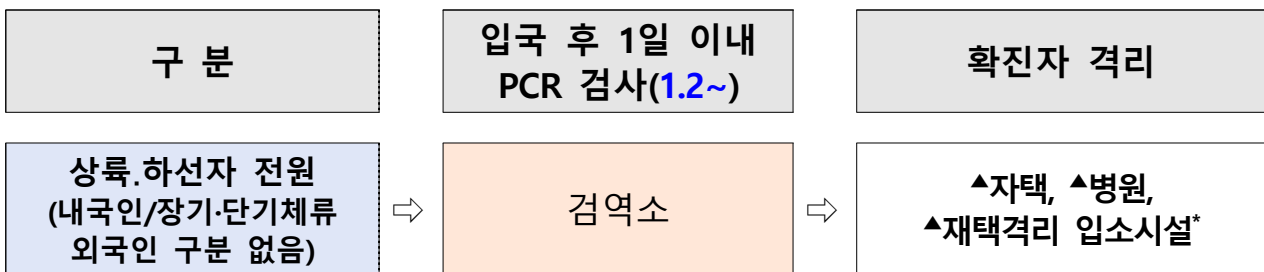 구 분
입국 후 1일 이내
PCR 검사(1.2~)
확진자 격리
상륙.하선자 전원
(내국인/장기·단기체류
외국인 구분 없음)
⇨
검역소
⇨
▲자택, ▲병원,
▲재택격리 입소시설*